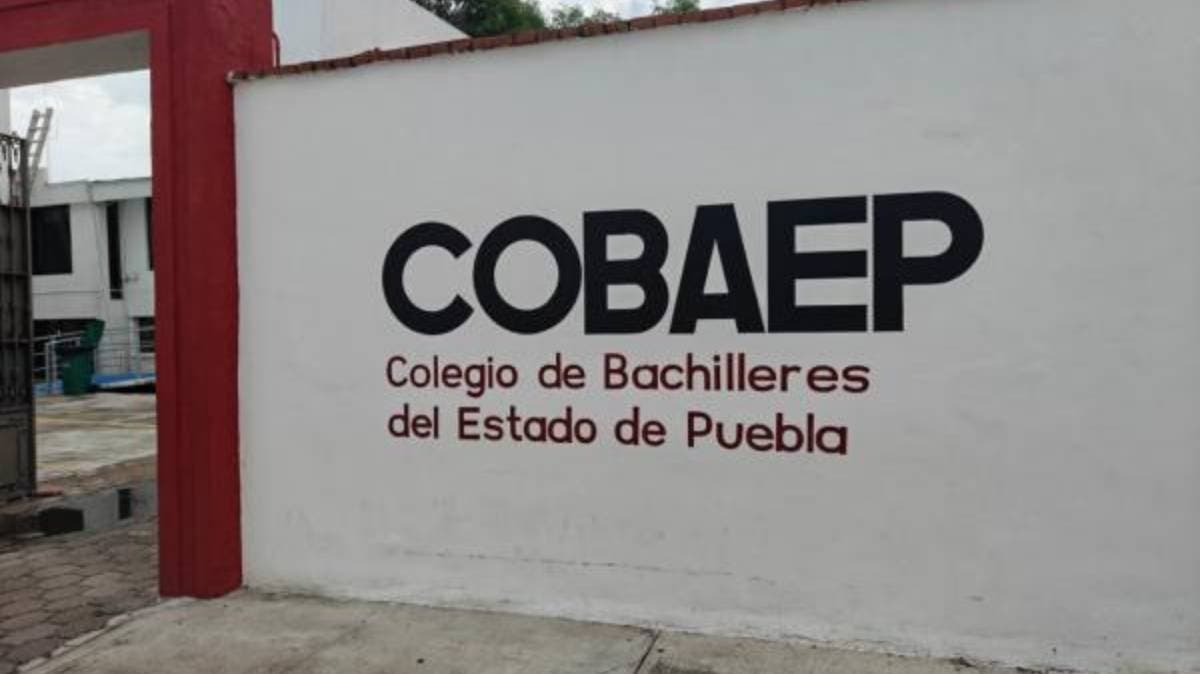 COBAEP
Colegio de Bachilleres
del Estado de Puebla